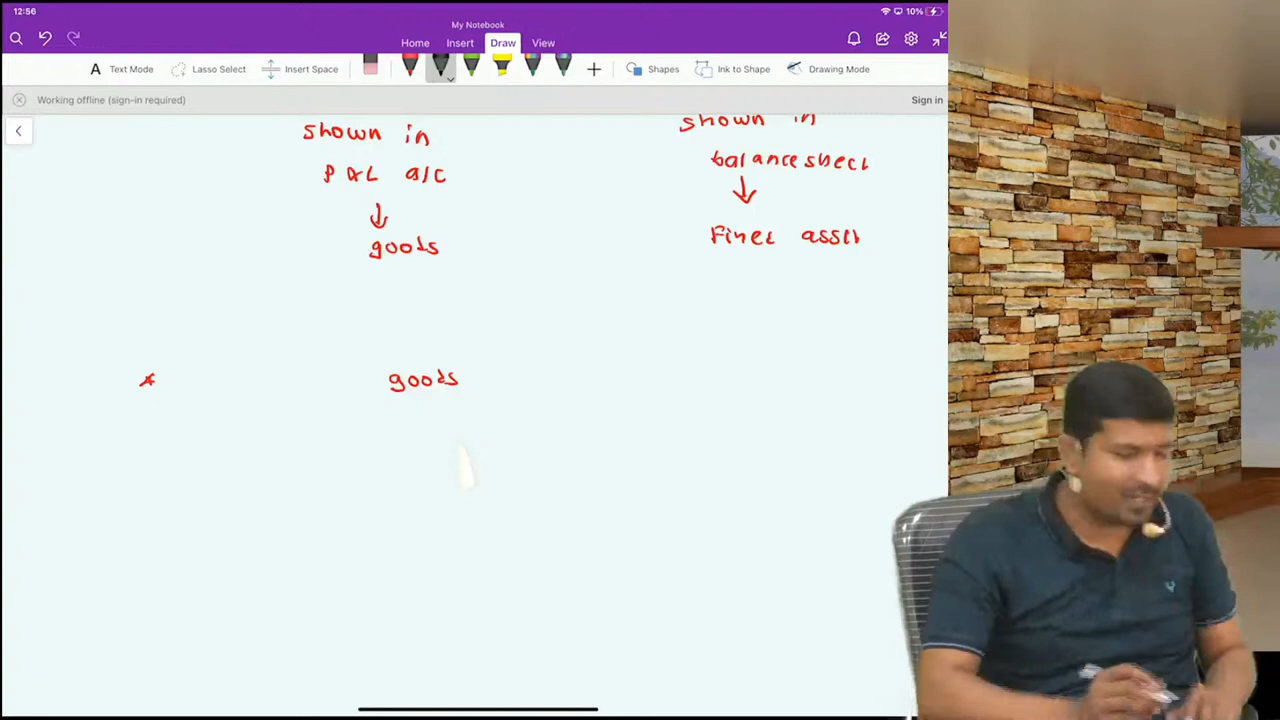 12:56
10%
My Notebook
Home Insert Draw View
Text Mode Lasso Select Insert Space Shapes Ink to Shape Drawing Mode
Working offline (sign-in required) Sign in
shown in
P & L a/c
goods
shown in
balance sheet
Fixed asset
* goods